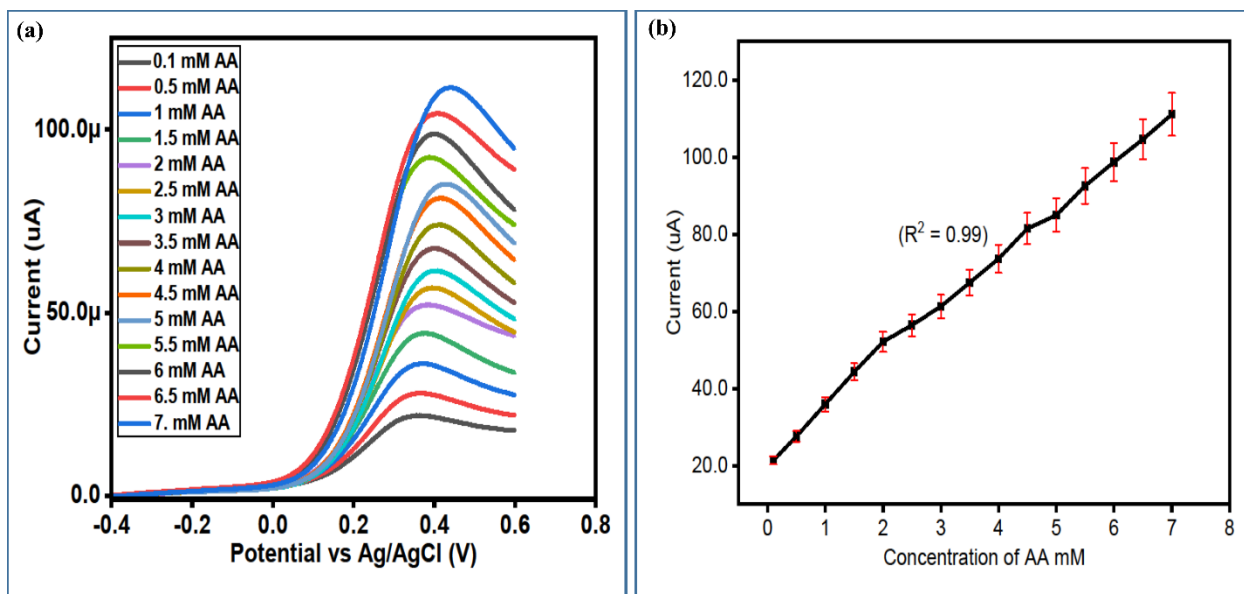 (a)
0.1 mM AA
0.5 mM AA
1 mM AA
1.5 mM AA
2 mM AA
2.5 mM AA
3 mM AA
3.5 mM AA
4 mM AA
4.5 mM AA
5 mM AA
5.5 mM AA
6 mM AA
6.5 mM AA
7. mM AA
100.0µ
50.0µ
0.0
Current (uA)
-0.4 -0.2 0.0 0.2 0.4 0.6 0.8
Potential vs Ag/AgCl (V)
(b)
120.0
100.0
80.0
60.0
40.0
20.0
Current (uA)
(R² = 0.99)
0 1 2 3 4 5 6 7 8
Concentration of AA mM